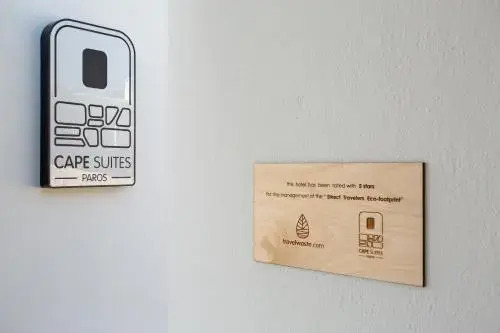 CAPE SUITES
PAROS
this hotel has been rated with 5 stars
for the management of the "Direct Travelers Eco-footprint"
travelwaste.com
CAPE SUITES
PAROS